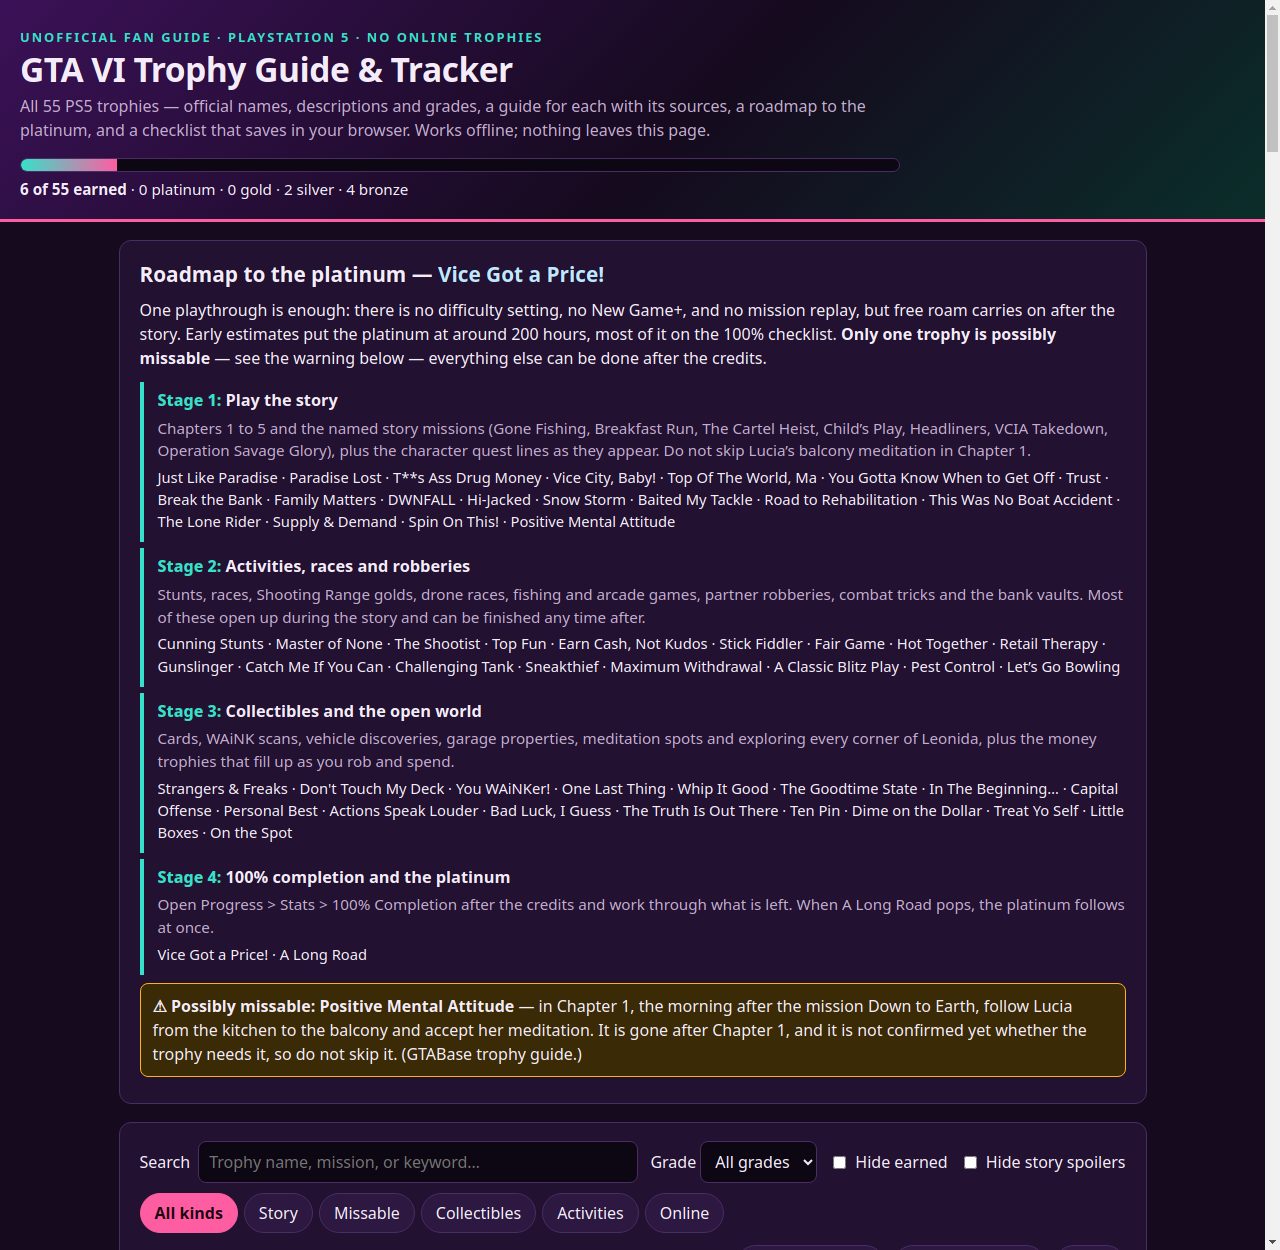 UNOFFICIAL FAN GUIDE · PLAYSTATION 5 · NO ONLINE TROPHIES
GTA VI Trophy Guide & Tracker
All 55 PS5 trophies — official names, descriptions and grades, a guide for each with its sources, a roadmap to the
platinum, and a checklist that saves in your browser. Works offline; nothing leaves this page.
6 of 55 earned · 0 platinum · 0 gold · 2 silver · 4 bronze
Roadmap to the platinum — Vice Got a Price!
One playthrough is enough: there is no difficulty setting, no New Game+, and no mission replay, but free roam carries on after the
story. Early estimates put the platinum at around 200 hours, most of it on the 100% checklist. Only one trophy is possibly
missable — see the warning below — everything else can be done after the credits.
Stage 1: Play the story
Chapters 1 to 5 and the named story missions (Gone Fishing, Breakfast Run, The Cartel Heist, Child’s Play, Headliners, VCIA Takedown,
Operation Savage Glory), plus the character quest lines as they appear. Do not skip Lucia’s balcony meditation in Chapter 1.
Just Like Paradise · Paradise Lost · T**s Ass Drug Money · Vice City, Baby! · Top Of The World, Ma · You Gotta Know When to Get Off · Trust ·
Break the Bank · Family Matters · DWNFALL · Hi-Jacked · Snow Storm · Baited My Tackle · Road to Rehabilitation · This Was No Boat Accident ·
The Lone Rider · Supply & Demand · Spin On This! · Positive Mental Attitude
Stage 2: Activities, races and robberies
Stunts, races, Shooting Range golds, drone races, fishing and arcade games, partner robberies, combat tricks and the bank vaults. Most
of these open up during the story and can be finished any time after.
Cunning Stunts · Master of None · The Shootist · Top Fun · Earn Cash, Not Kudos · Stick Fiddler · Fair Game · Hot Together · Retail Therapy ·
Gunslinger · Catch Me If You Can · Challenging Tank · Sneakthief · Maximum Withdrawal · A Classic Blitz Play · Pest Control · Let’s Go Bowling
Stage 3: Collectibles and the open world
Cards, WAiNK scans, vehicle discoveries, garage properties, meditation spots and exploring every corner of Leonida, plus the money
trophies that fill up as you rob and spend.
Strangers & Freaks · Don't Touch My Deck · You WAiNKer! · One Last Thing · Whip It Good · The Goodtime State · In The Beginning... · Capital
Offense · Personal Best · Actions Speak Louder · Bad Luck, I Guess · The Truth Is Out There · Ten Pin · Dime on the Dollar · Treat Yo Self · Little
Boxes · On the Spot
Stage 4: 100% completion and the platinum
Open Progress > Stats > 100% Completion after the credits and work through what is left. When A Long Road pops, the platinum follows
at once.
Vice Got a Price! · A Long Road
⚠ Possibly missable: Positive Mental Attitude — in Chapter 1, the morning after the mission Down to Earth, follow Lucia
from the kitchen to the balcony and accept her meditation. It is gone after Chapter 1, and it is not confirmed yet whether the
trophy needs it, so do not skip it. (GTABase trophy guide.)
Search Trophy name, mission, or keyword... Grade All grades Hide earned Hide story spoilers
All kinds Story Missable Collectibles Activities Online